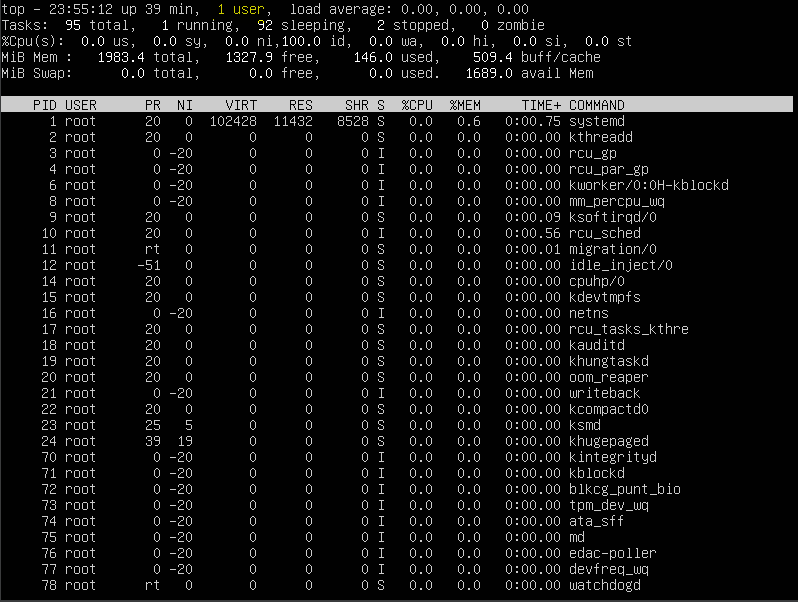 top - 23:55:12 up 39 min,  1 user,  load average: 0.00, 0.00, 0.00
Tasks:  95 total,   1 running,  92 sleeping,   2 stopped,   0 zombie
%Cpu(s):  0.0 us,  0.0 sy,  0.0 ni,100.0 id,  0.0 wa,  0.0 hi,  0.0 si,  0.0 st
MiB Mem :   1983.4 total,   1327.9 free,    146.0 used,    509.4 buff/cache
MiB Swap:      0.0 total,      0.0 free,      0.0 used.   1689.0 avail Mem
PID USER      PR  NI    VIRT    RES    SHR S  %CPU  %MEM     TIME+ COMMAND
1 root      20   0  102428  11432   8528 S   0.0   0.6   0:00.75 systemd
2 root      20   0       0      0      0 S   0.0   0.0   0:00.00 kthreadd
3 root       0 -20       0      0      0 I   0.0   0.0   0:00.00 rcu_gp
4 root       0 -20       0      0      0 I   0.0   0.0   0:00.00 rcu_par_gp
6 root       0 -20       0      0      0 I   0.0   0.0   0:00.00 kworker/0:0H-kblockd
8 root       0 -20       0      0      0 I   0.0   0.0   0:00.00 mm_percpu_wq
9 root      20   0       0      0      0 S   0.0   0.0   0:00.09 ksoftirqd/0
10 root      20   0       0      0      0 I   0.0   0.0   0:00.56 rcu_sched
11 root      rt   0       0      0      0 S   0.0   0.0   0:00.01 migration/0
12 root     -51   0       0      0      0 S   0.0   0.0   0:00.00 idle_inject/0
14 root      20   0       0      0      0 S   0.0   0.0   0:00.00 cpuhp/0
15 root      20   0       0      0      0 S   0.0   0.0   0:00.00 kdevtmpfs
16 root       0 -20       0      0      0 I   0.0   0.0   0:00.00 netns
17 root      20   0       0      0      0 S   0.0   0.0   0:00.00 rcu_tasks_kthre
18 root      20   0       0      0      0 S   0.0   0.0   0:00.00 kauditd
19 root      20   0       0      0      0 S   0.0   0.0   0:00.00 khungtaskd
20 root      20   0       0      0      0 S   0.0   0.0   0:00.00 oom_reaper
21 root       0 -20       0      0      0 I   0.0   0.0   0:00.00 writeback
22 root      20   0       0      0      0 S   0.0   0.0   0:00.00 kcompactd0
23 root      25   5       0      0      0 S   0.0   0.0   0:00.00 ksmd
24 root      39  19       0      0      0 S   0.0   0.0   0:00.00 khugepaged
70 root       0 -20       0      0      0 I   0.0   0.0   0:00.00 kintegrityd
71 root       0 -20       0      0      0 I   0.0   0.0   0:00.00 kblockd
72 root       0 -20       0      0      0 I   0.0   0.0   0:00.00 blkcg_punt_bio
73 root       0 -20       0      0      0 I   0.0   0.0   0:00.00 tpm_dev_wq
74 root       0 -20       0      0      0 I   0.0   0.0   0:00.00 ata_sff
75 root       0 -20       0      0      0 I   0.0   0.0   0:00.00 md
76 root       0 -20       0      0      0 I   0.0   0.0   0:00.00 edac-poller
77 root       0 -20       0      0      0 I   0.0   0.0   0:00.00 devfreq_wq
78 root      rt   0       0      0      0 S   0.0   0.0   0:00.00 watchdogd